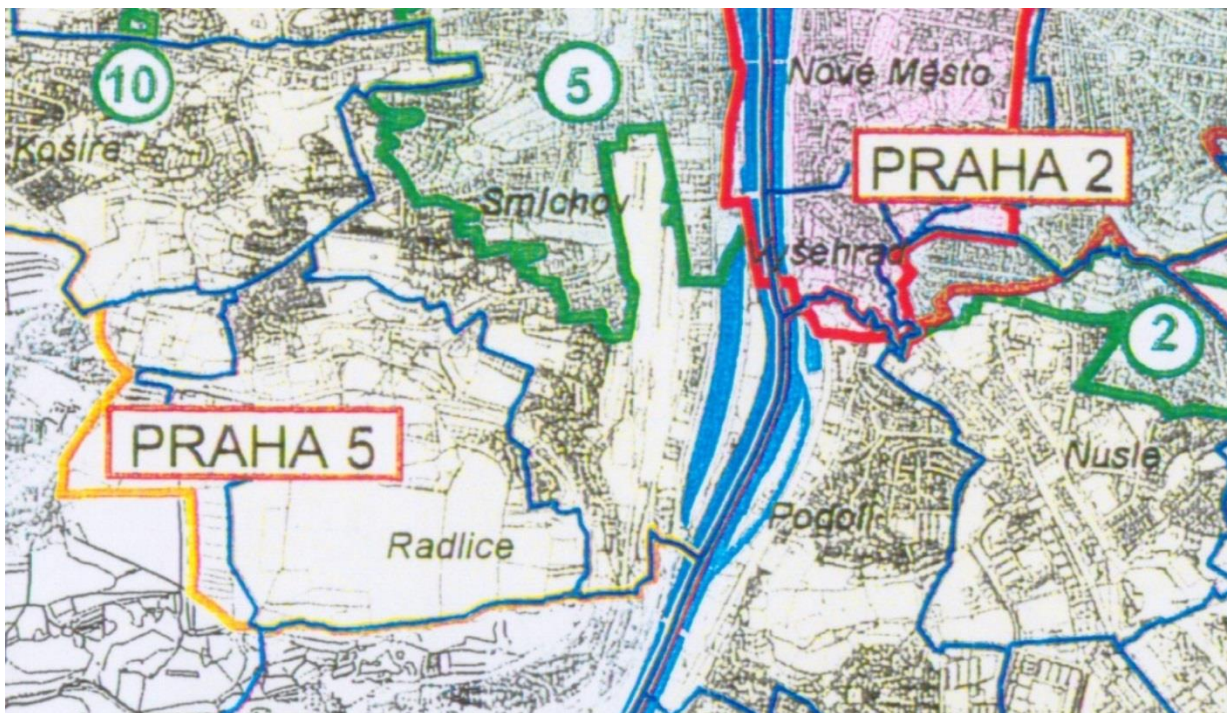 10
5
Nové Město
Košíře
PRAHA 2
Smíchov
Vyšehrad
2
PRAHA 5
Nusle
Radlice
Podolí